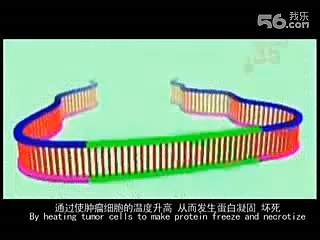 56.com 我乐
通过使肿瘤细胞的温度升高 从而发生蛋白凝固 坏死
By heating tumor cells to make protein freeze and necrotize